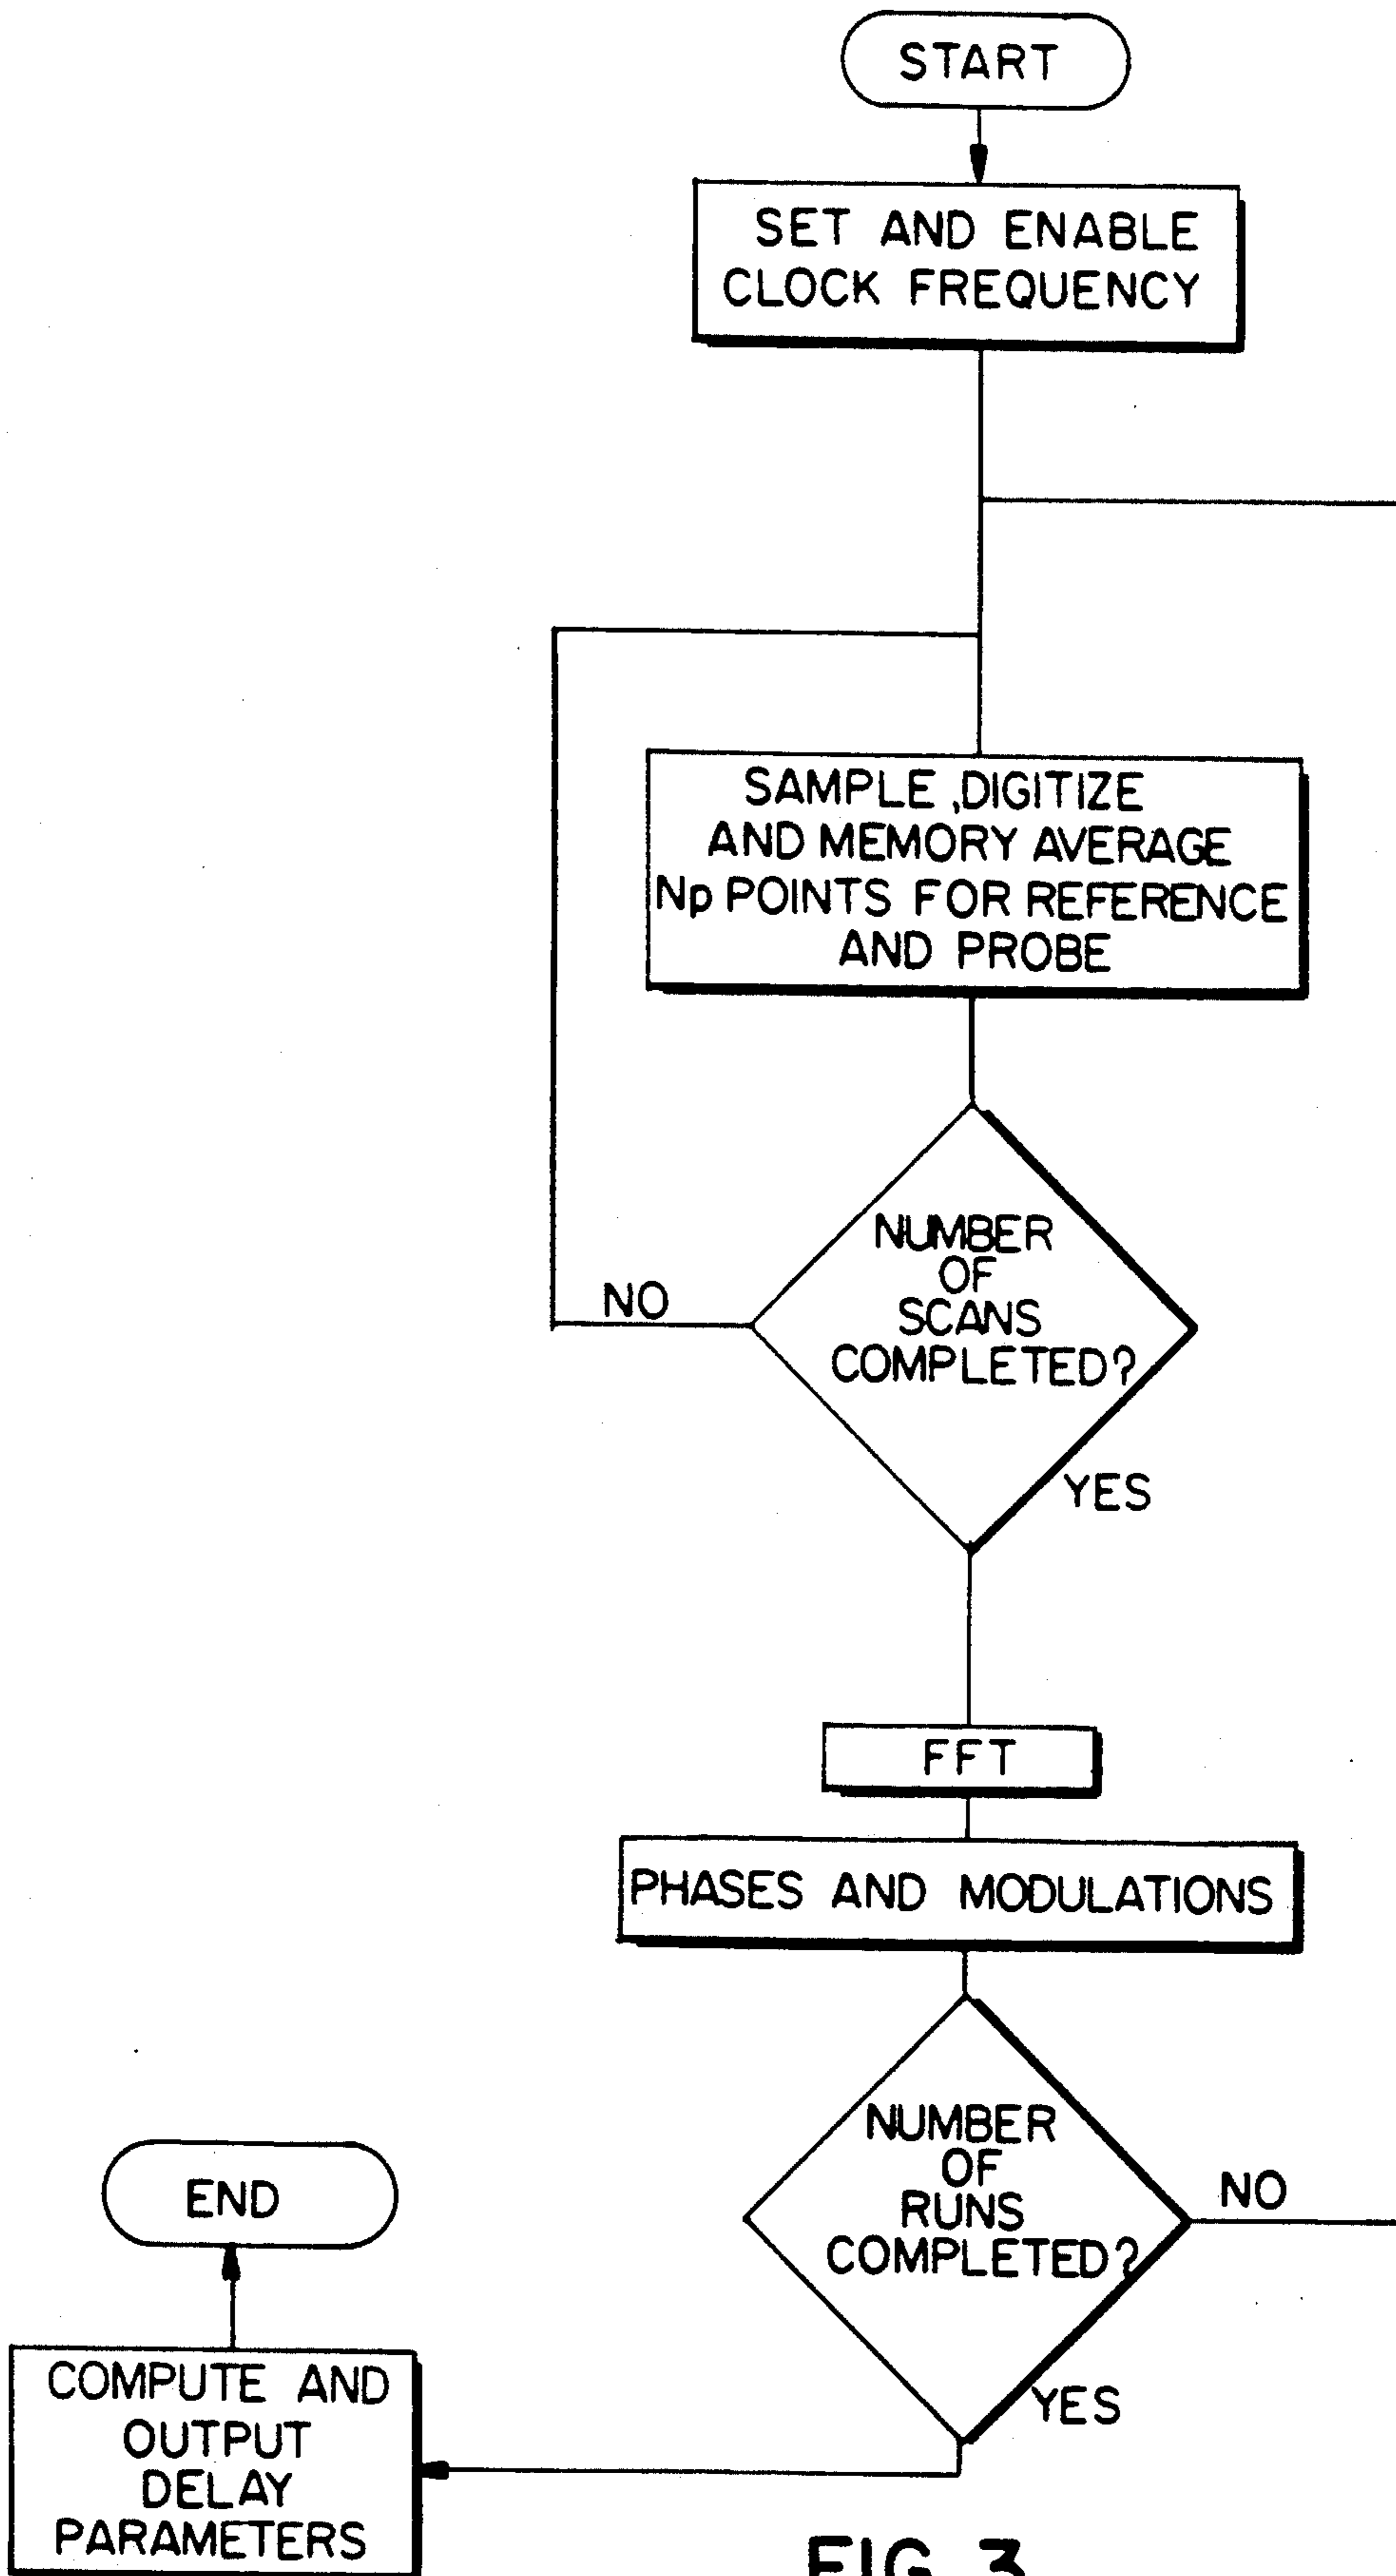 START
SET AND ENABLE
CLOCK FREQUENCY
SAMPLE, DIGITIZE
AND MEMORY AVERAGE
Np POINTS FOR REFERENCE
AND PROBE
NUMBER
OF
SCANS
COMPLETED?
NO
YES
FFT
PHASES AND MODULATIONS
NUMBER
OF
RUNS
COMPLETED?
NO
YES
COMPUTE AND
OUTPUT
DELAY
PARAMETERS
END
FIG. 3